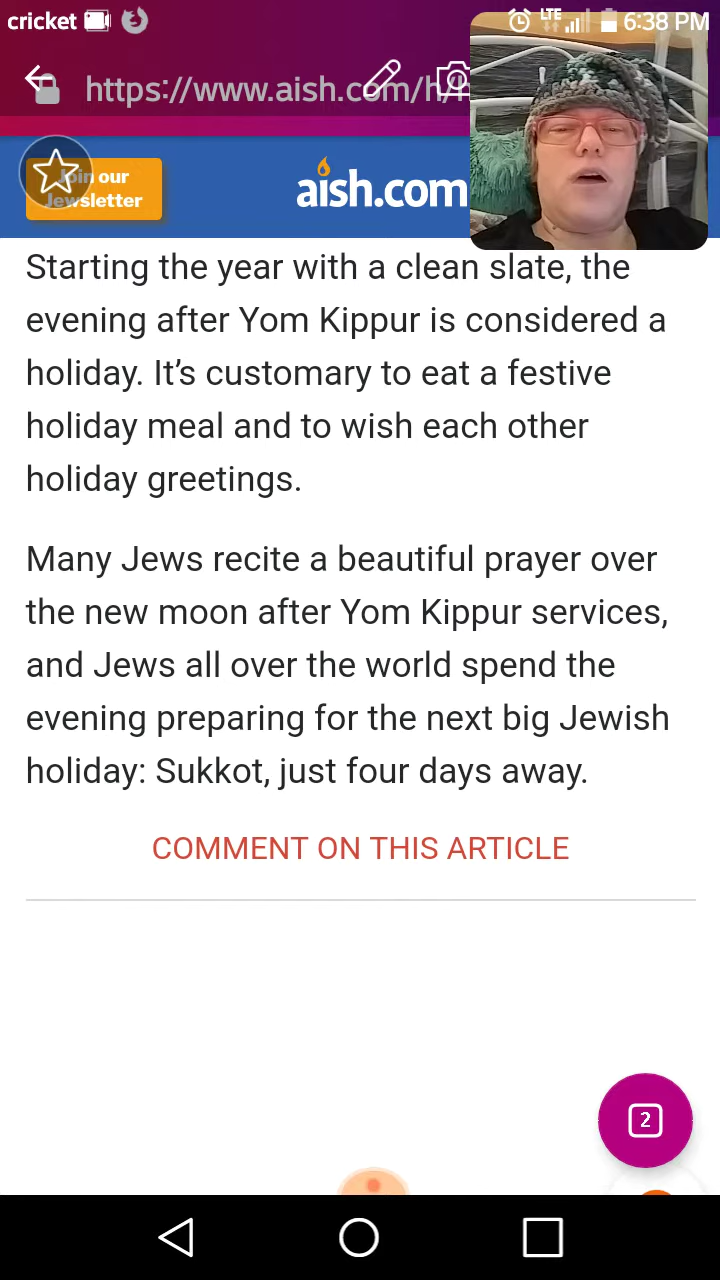 cricket LTE 6:38 PM
https://www.aish.com/h/
Join our
Jewsletter
aish.com
Starting the year with a clean slate, the
evening after Yom Kippur is considered a
holiday. It’s customary to eat a festive
holiday meal and to wish each other
holiday greetings.
Many Jews recite a beautiful prayer over
the new moon after Yom Kippur services,
and Jews all over the world spend the
evening preparing for the next big Jewish
holiday: Sukkot, just four days away.
COMMENT ON THIS ARTICLE
2